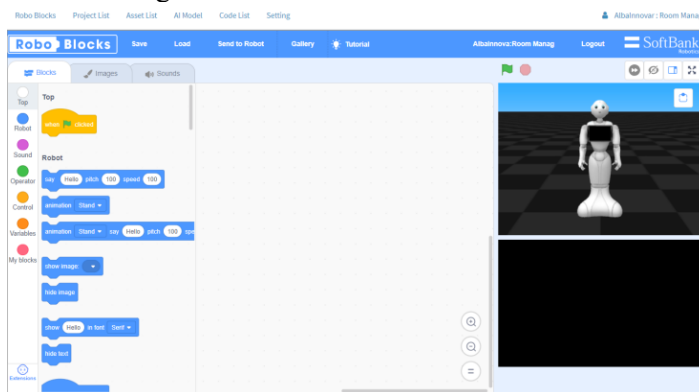 Robo Blocks Project List Asset List AI Model Code List Setting AlbaInnovar : Room Mana
Robo Blocks Save Load Send to Robot Gallery Tutorial AlbaInnovar:Room Manag Logout SoftBank
Robotics
Blocks Images Sounds
Top
Top
when clicked
Robot
Robot
Sound
say Hello pitch 100 speed 100
Operator
animation Stand
Control
animation Stand say Hello pitch 100 spe
Variables
My blocks
show image
hide image
show Hello in font Serif
hide text
Extensions